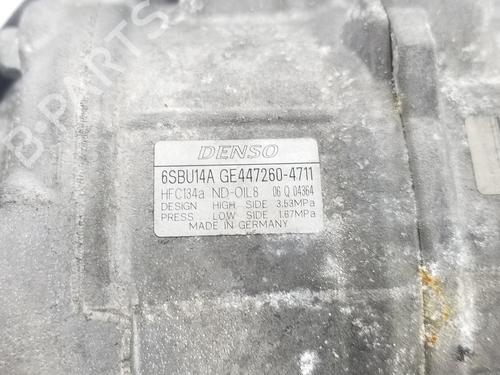 B-PARTS
DENSO
6SBU14A GE447260-4711
HFC134a ND-OIL8 06 Q 04364
DESIGN HIGH SIDE 3.53MPa
PRESS LOW SIDE 1.67MPa
MADE IN GERMANY